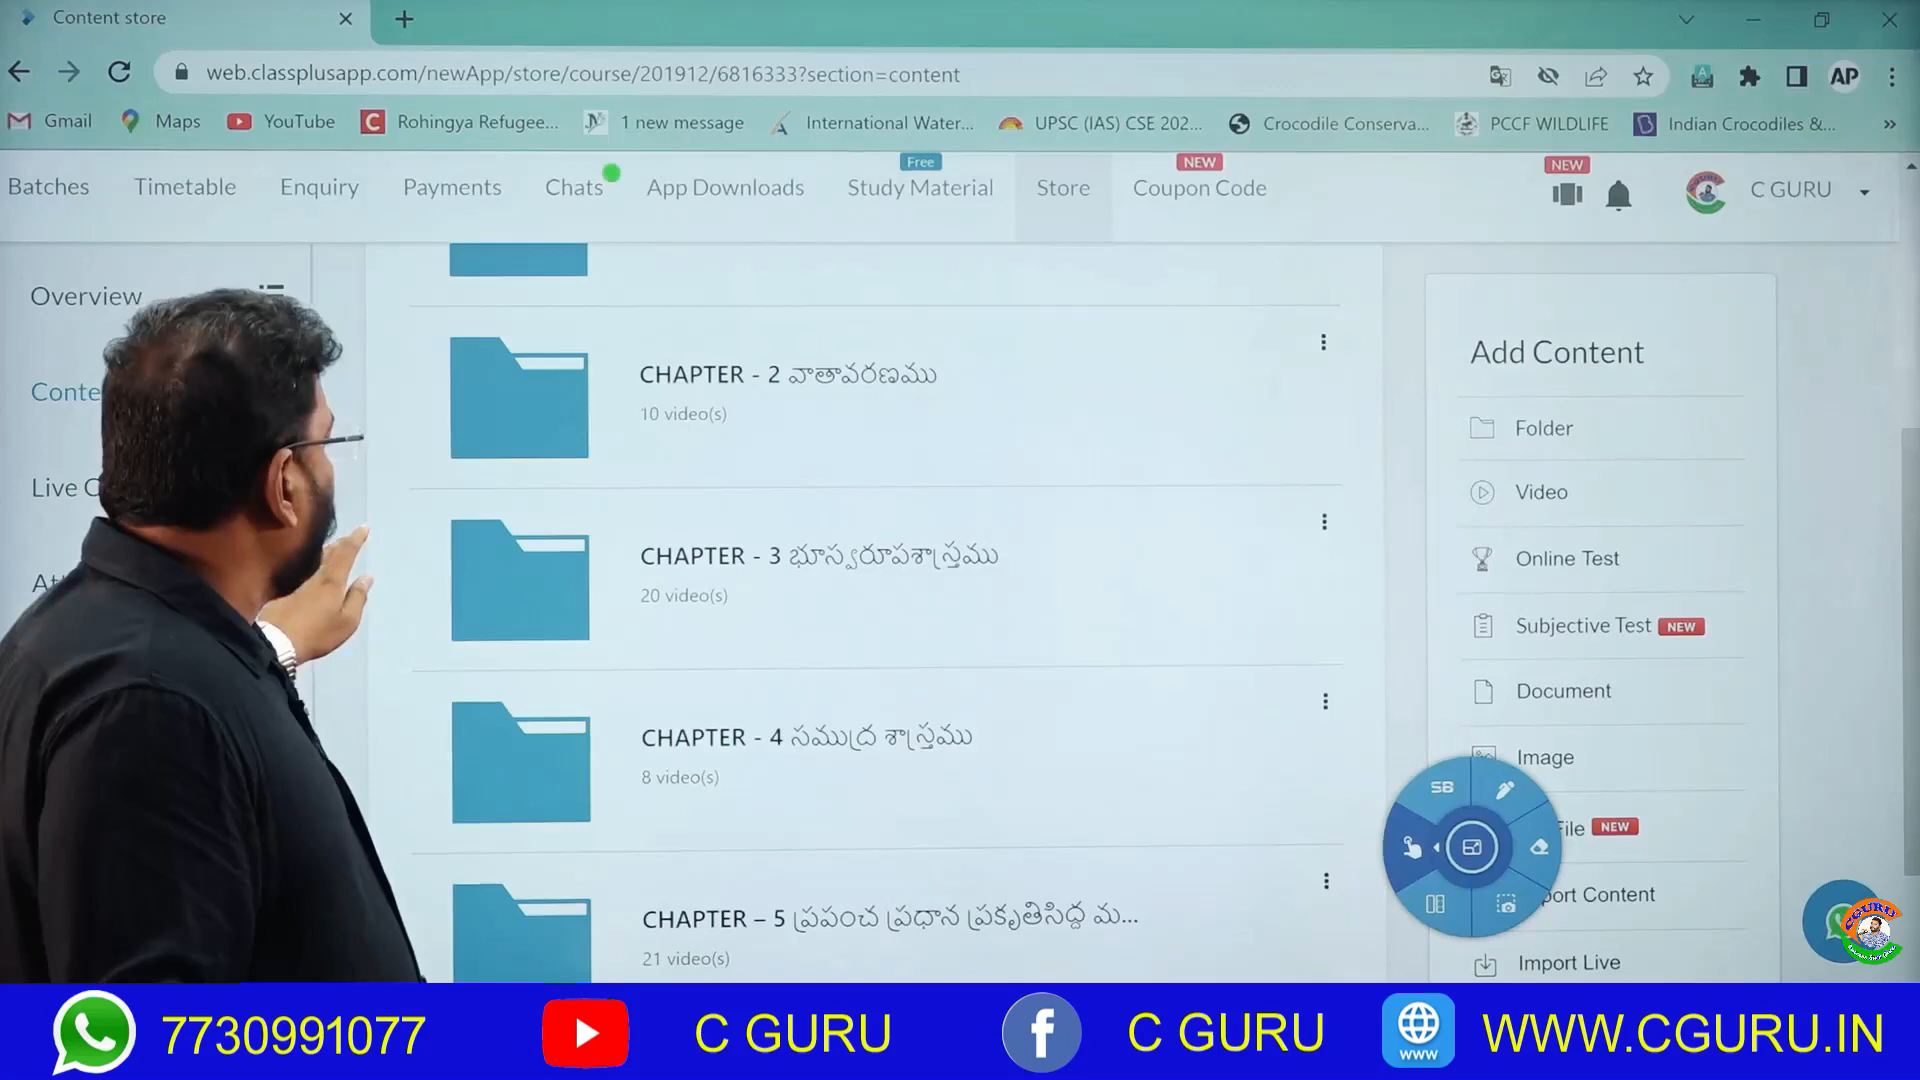 Content store
web.classplusapp.com/newApp/store/course/201912/6816333?section=content
AP
Gmail
Maps
YouTube
Rohingya Refugee...
1 new message
International Water...
UPSC (IAS) CSE 202...
Crocodile Conserva...
PCCF WILDLIFE
Indian Crocodiles &...
Batches
Timetable
Enquiry
Payments
Chats
App Downloads
Free
Study Material
Store
NEW
Coupon Code
NEW
C GURU
Overview
Conte
Live C
CHAPTER - 2 వాతావరణము
10 video(s)
CHAPTER - 3 భూస్వరూపశాస్త్రము
20 video(s)
CHAPTER - 4 సముద్ర శాస్త్రము
8 video(s)
CHAPTER – 5 ప్రపంచ ప్రధాన ప్రకృతిసిద్ద మ...
21 video(s)
Add Content
Folder
Video
Online Test
Subjective Test NEW
Document
Image
File NEW
port Content
Import Live
SB
CGURU
7730991077
C GURU
C GURU
WWW
WWW.CGURU.IN